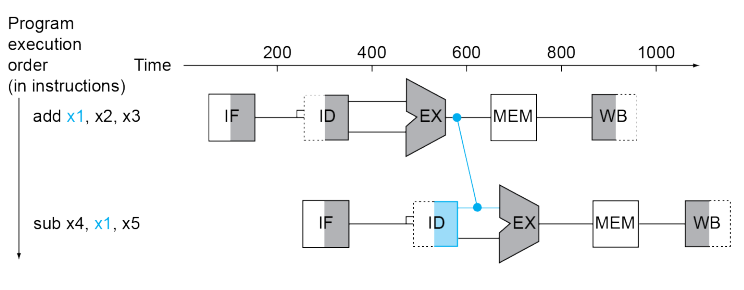 Program
execution
order
(in instructions)
Time
200 400 600 800 1000
add x1, x2, x3
IF ID EX MEM WB
sub x4, x1, x5
IF ID EX MEM WB